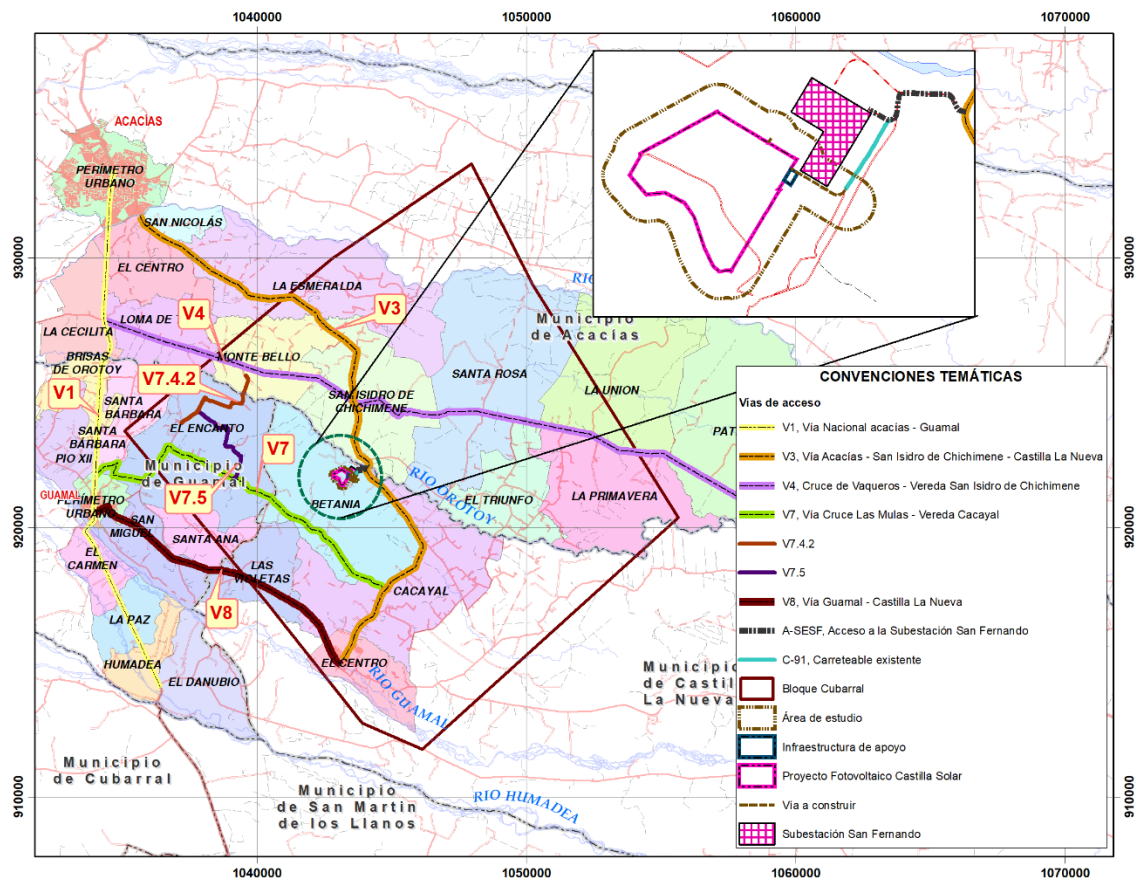 1040000
1050000
1060000
1070000
ACACÍAS
PERÍMETRO
URBANO
SAN NICOLÁS
930000
930000
EL CENTRO
LA ESMERALDA
RIO
V4
V3
Municipio
de Acacías
LA CECILITA
LOMA DE
MONTE BELLO
BRISAS
DE OROTOY
V7.4.2
SANTA ROSA
LA UNION
V1
SANTA
BÁRBARA
SAN ISIDRO DE
CHICHIMENE
PAT
EL ENCANTO
SANTA
BÁRBARA
PIO XII
V7
Municipio
de Guamal
RIO OROTOY
GUAMAL
V7.5
BETANIA
EL TRIUNFO
LA PRIMAVERA
PERÍMETRO
URBANO
920000
920000
SAN
MIGUEL
SANTA ANA
EL
CARMEN
LAS
VIOLETAS
CACAYAL
V8
LA PAZ
HUMADEA
EL CENTRO
EL DANUBIO
RIO GUAMAL
Municipio
de Castil
La Nueva
Municipio
de Cubarral
Municipio
de San Martin
de los Llanos
RIO HUMADEA
910000
910000
CONVENCIONES TEMÁTICAS
Vias de acceso
V1, Vía Nacional acacías - Guamal
V3, Vía Acacías - San Isidro de Chichimene - Castilla La Nueva
V4, Cruce de Vaqueros - Vereda San Isidro de Chichimene
V7, Vía Cruce Las Mulas - Vereda Cacayal
V7.4.2
V7.5
V8, Vía Guamal - Castilla La Nueva
A-SESF, Acceso a la Subestación San Fernando
C-91, Carreteable existente
Bloque Cubarral
Área de estudio
Infraestructura de apoyo
Proyecto Fotovoltaico Castilla Solar
Via a construir
Subestación San Fernando
1040000
1050000
1060000
1070000